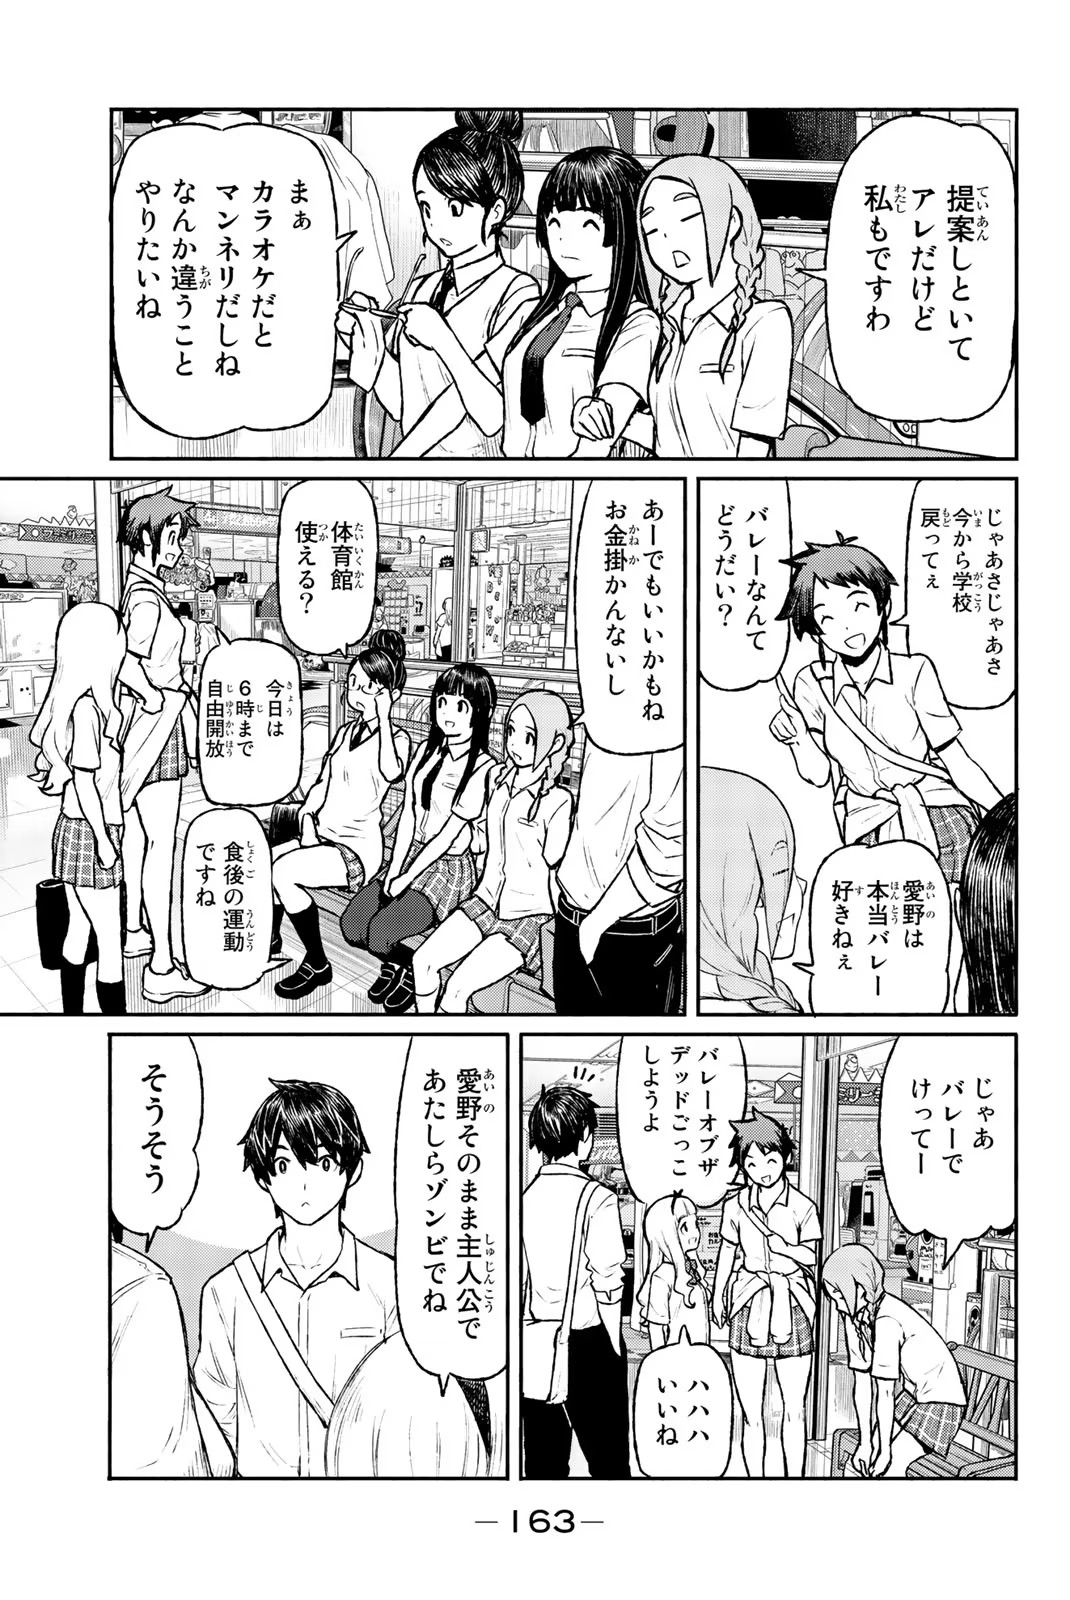 提案しといて
アレだけど
私もですわ
まぁ
カラオケだと
マンネリだしね
なんか違うこと
やりたいね
じゃあさじゃあさ
今から学校
戻ってぇ
バレーなんて
どうだい?
愛野は
本当バレー
好きねぇ
あーでもいいかもね
お金掛かんないし
体育館
使える?
今日は
6時まで
自由開放
食後の運動
ですね
じゃあ
バレーで
けってー
バレーオブザ
デッドごっこ
しようよ
ハハハ
いいね
愛野そのまま主人公で
あたしらゾンビでね
そうそう
—163—